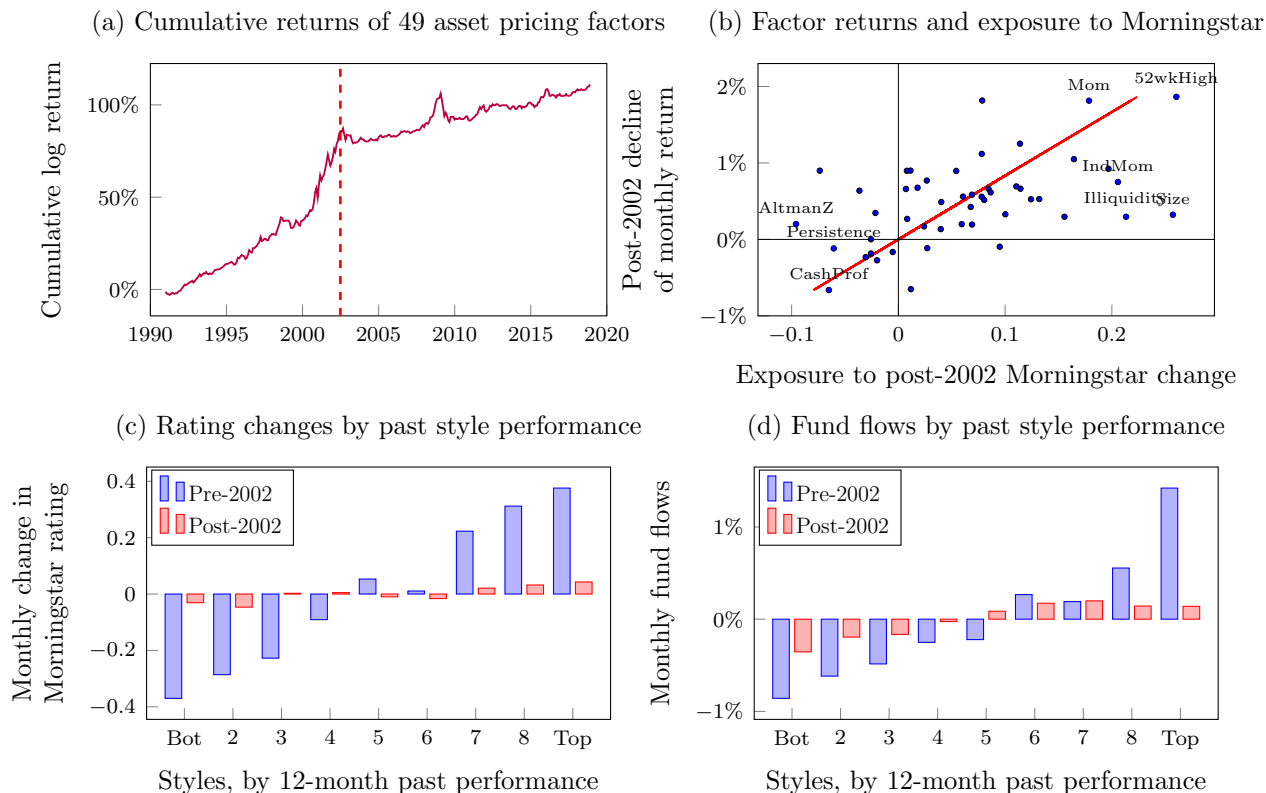 (a) Cumulative returns of 49 asset pricing factors
Cumulative log return
100%
50%
0%
1990 1995 2000 2005 2010 2015 2020
(b) Factor returns and exposure to Morningstar
Post-2002 decline
of monthly return
2%
1%
0%
−1%
Mom
52wkHigh
IndMom
Illiquidity
Size
AltmanZ
Persistence
CashProf
−0.1 0 0.1 0.2
Exposure to post-2002 Morningstar change
(c) Rating changes by past style performance
Monthly change in
Morningstar rating
0.4
0.2
0
−0.2
−0.4
Pre-2002
Post-2002
Bot 2 3 4 5 6 7 8 Top
Styles, by 12-month past performance
(d) Fund flows by past style performance
Monthly fund flows
1%
0%
−1%
Pre-2002
Post-2002
Bot 2 3 4 5 6 7 8 Top
Styles, by 12-month past performance